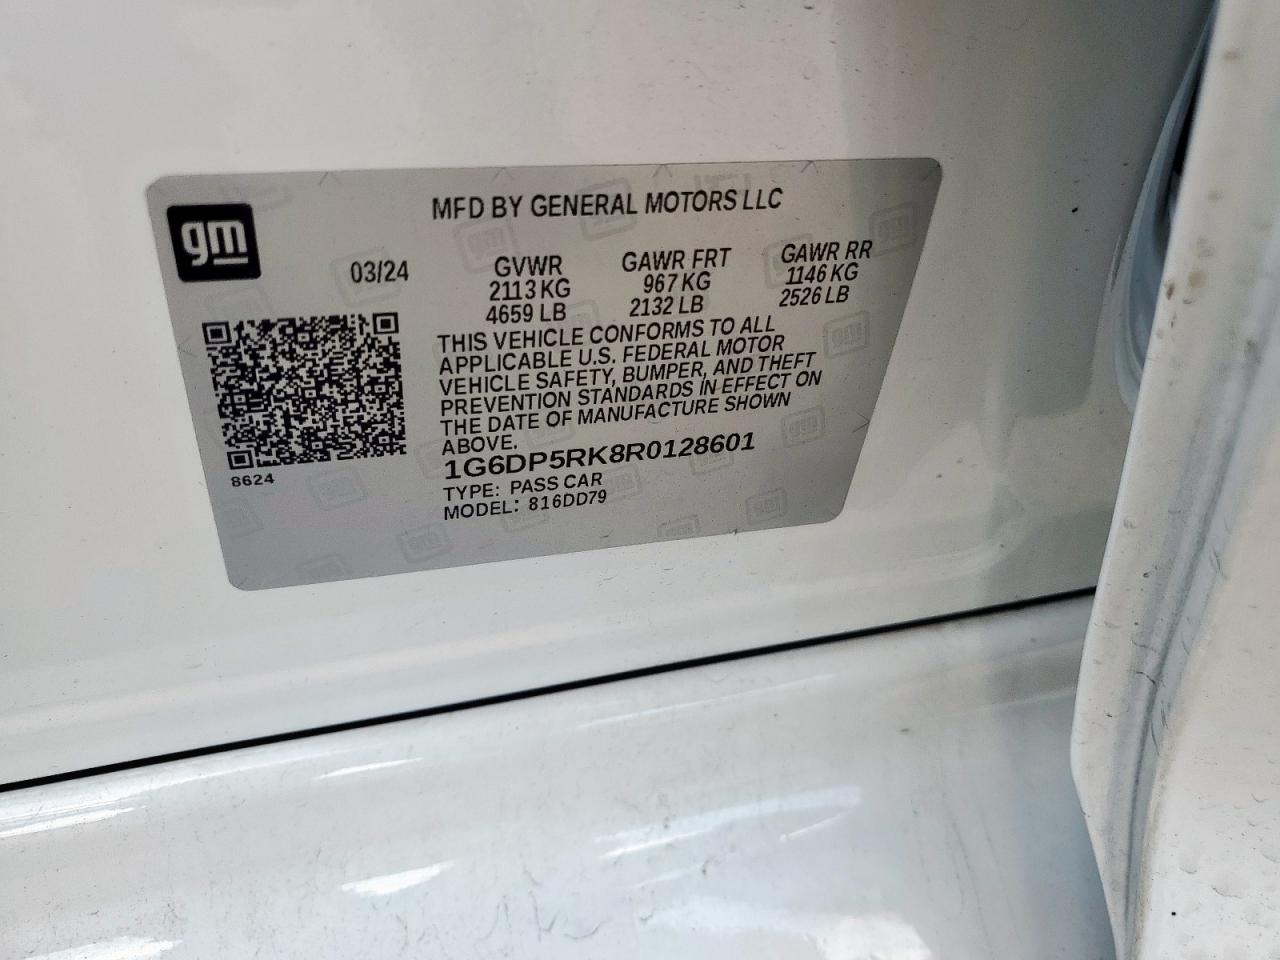 MFD BY GENERAL MOTORS LLC
gm
03/24
GVWR
2113 KG
4659 LB
GAWR FRT
967 KG
2132 LB
GAWR RR
1146 KG
2526 LB
THIS VEHICLE CONFORMS TO ALL
APPLICABLE U.S. FEDERAL MOTOR
VEHICLE SAFETY, BUMPER, AND THEFT
PREVENTION STANDARDS IN EFFECT ON
THE DATE OF MANUFACTURE SHOWN
ABOVE.
1G6DP5RK8R0128601
8624
TYPE: PASS CAR
MODEL: 816DD79